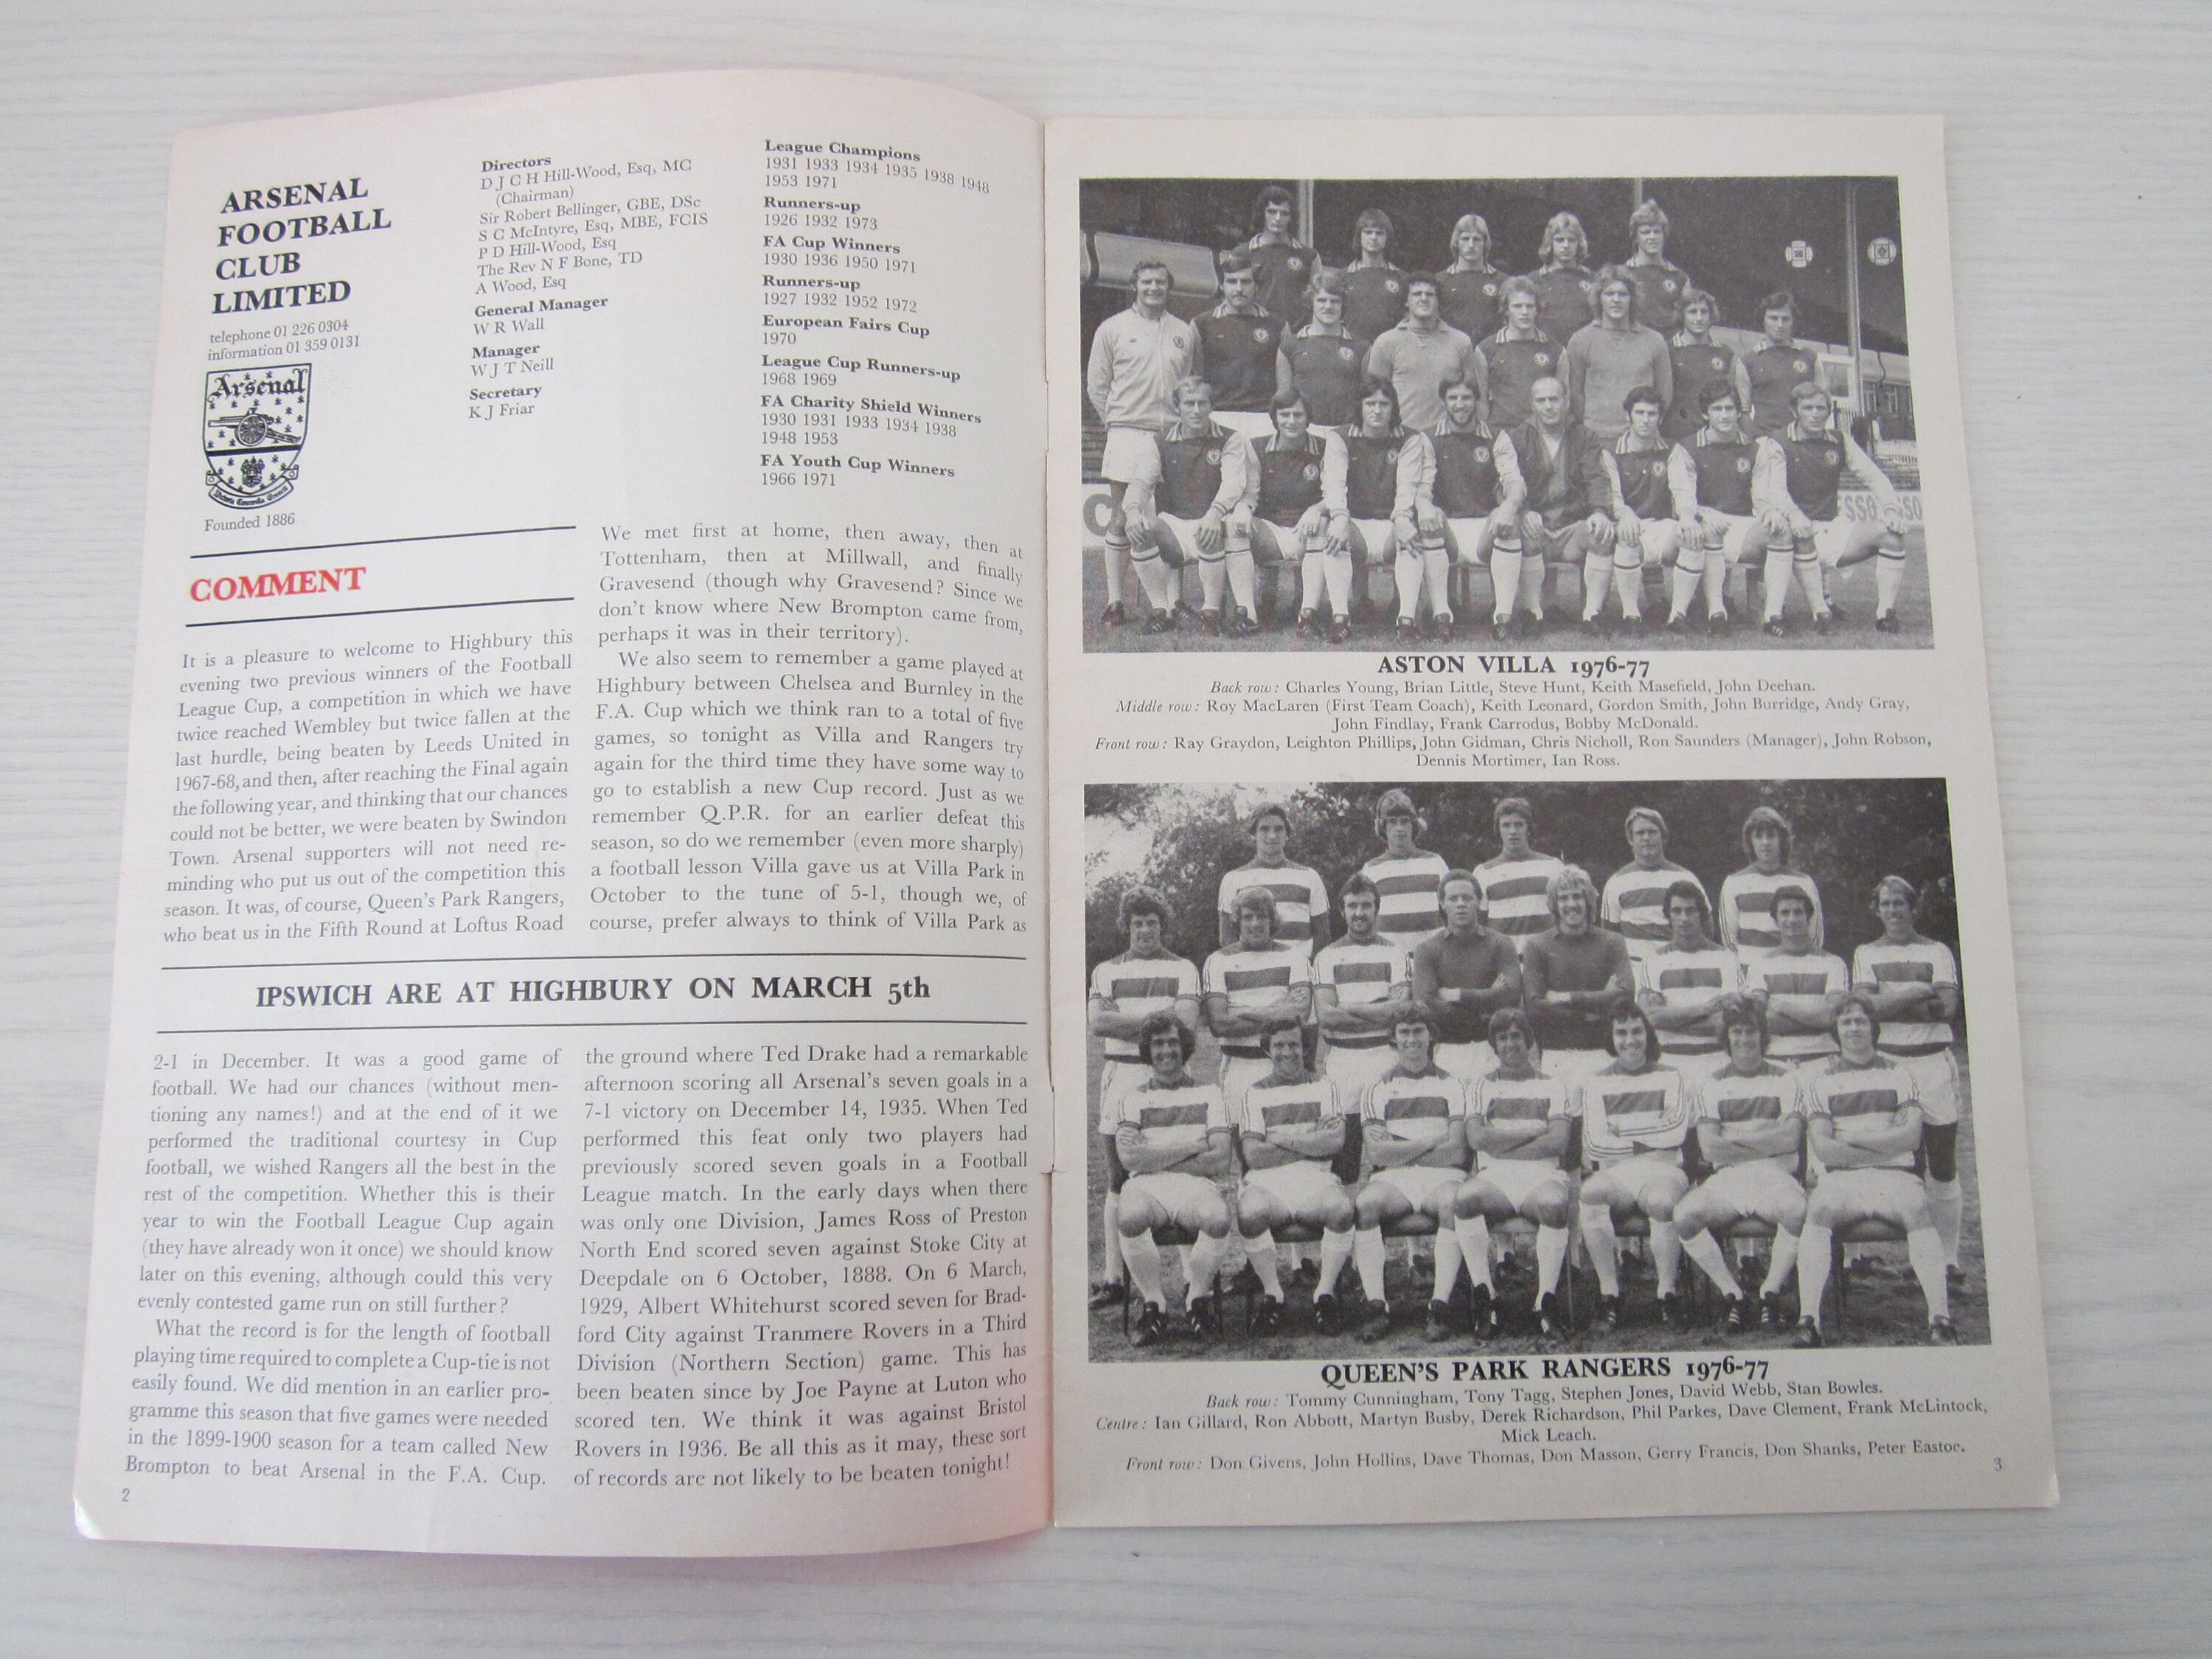 ARSENAL
FOOTBALL
CLUB
LIMITED
telephone 01 226 0304
information 01 359 0131
Arsenal
Victoria Concordia Crescit
Founded 1886
Directors
D J C H Hill-Wood, Esq, MC
(Chairman)
Sir Robert Bellinger, GBE, DSc
S C McIntyre, Esq, MBE, FCIS
P D Hill-Wood, Esq
The Rev N F Bone, TD
A Wood, Esq
General Manager
W R Wall
Manager
W J T Neill
Secretary
K J Friar
League Champions
1931 1933 1934 1935 1938 1948
1953 1971
Runners-up
1926 1932 1973
FA Cup Winners
1930 1936 1950 1971
Runners-up
1927 1932 1952 1972
European Fairs Cup
1970
League Cup Runners-up
1968 1969
FA Charity Shield Winners
1930 1931 1933 1934 1938
1948 1953
FA Youth Cup Winners
1966 1971
COMMENT
It is a pleasure to welcome to Highbury this
evening two previous winners of the Football
League Cup, a competition in which we have
twice reached Wembley but twice fallen at the
last hurdle, being beaten by Leeds United in
1967-68, and then, after reaching the Final again
the following year, and thinking that our chances
could not be better, we were beaten by Swindon
Town. Arsenal supporters will not need re-
minding who put us out of the competition this
season. It was, of course, Queen's Park Rangers,
who beat us in the Fifth Round at Loftus Road
We met first at home, then away, then at
Tottenham, then at Millwall, and finally
Gravesend (though why Gravesend? Since we
don't know where New Brompton came from,
perhaps it was in their territory).
We also seem to remember a game played at
Highbury between Chelsea and Burnley in the
F.A. Cup which we think ran to a total of five
games, so tonight as Villa and Rangers try
again for the third time they have some way to
go to establish a new Cup record. Just as we
remember Q.P.R. for an earlier defeat this
season, so do we remember (even more sharply)
a football lesson Villa gave us at Villa Park in
October to the tune of 5-1, though we, of
course, prefer always to think of Villa Park as
IPSWICH ARE AT HIGHBURY ON MARCH 5th
2-1 in December. It was a good game of
football. We had our chances (without men-
tioning any names!) and at the end of it we
performed the traditional courtesy in Cup
football, we wished Rangers all the best in the
rest of the competition. Whether this is their
year to win the Football League Cup again
(they have already won it once) we should know
later on this evening, although could this very
evenly contested game run on still further?
What the record is for the length of football
playing time required to complete a Cup-tie is not
easily found. We did mention in an earlier pro-
gramme this season that five games were needed
in the 1899-1900 season for a team called New
Brompton to beat Arsenal in the F.A. Cup.
2
the ground where Ted Drake had a remarkable
afternoon scoring all Arsenal's seven goals in a
7-1 victory on December 14, 1935. When Ted
performed this feat only two players had
previously scored seven goals in a Football
League match. In the early days when there
was only one Division, James Ross of Preston
North End scored seven against Stoke City at
Deepdale on 6 October, 1888. On 6 March,
1929, Albert Whitehurst scored seven for Brad-
ford City against Tranmere Rovers in a Third
Division (Northern Section) game. This has
been beaten since by Joe Payne at Luton who
scored ten. We think it was against Bristol
Rovers in 1936. Be all this as it may, these sort
of records are not likely to be beaten tonight!
ASTON VILLA 1976-77
Back row: Charles Young, Brian Little, Steve Hunt, Keith Masefield, John Deehan.
Middle row: Roy MacLaren (First Team Coach), Keith Leonard, Gordon Smith, John Burridge, Andy Gray,
John Findlay, Frank Carrodus, Bobby McDonald.
Front row: Ray Graydon, Leighton Phillips, John Gidman, Chris Nicholl, Ron Saunders (Manager), John Robson,
Dennis Mortimer, Ian Ross.
QUEEN'S PARK RANGERS 1976-77
Back row: Tommy Cunningham, Tony Tagg, Stephen Jones, David Webb, Stan Bowles.
Centre: Ian Gillard, Ron Abbott, Martyn Busby, Derek Richardson, Phil Parkes, Dave Clement, Frank McLintock,
Mick Leach.
Front row: Don Givens, John Hollins, Dave Thomas, Don Masson, Gerry Francis, Don Shanks, Peter Eastoe.
3